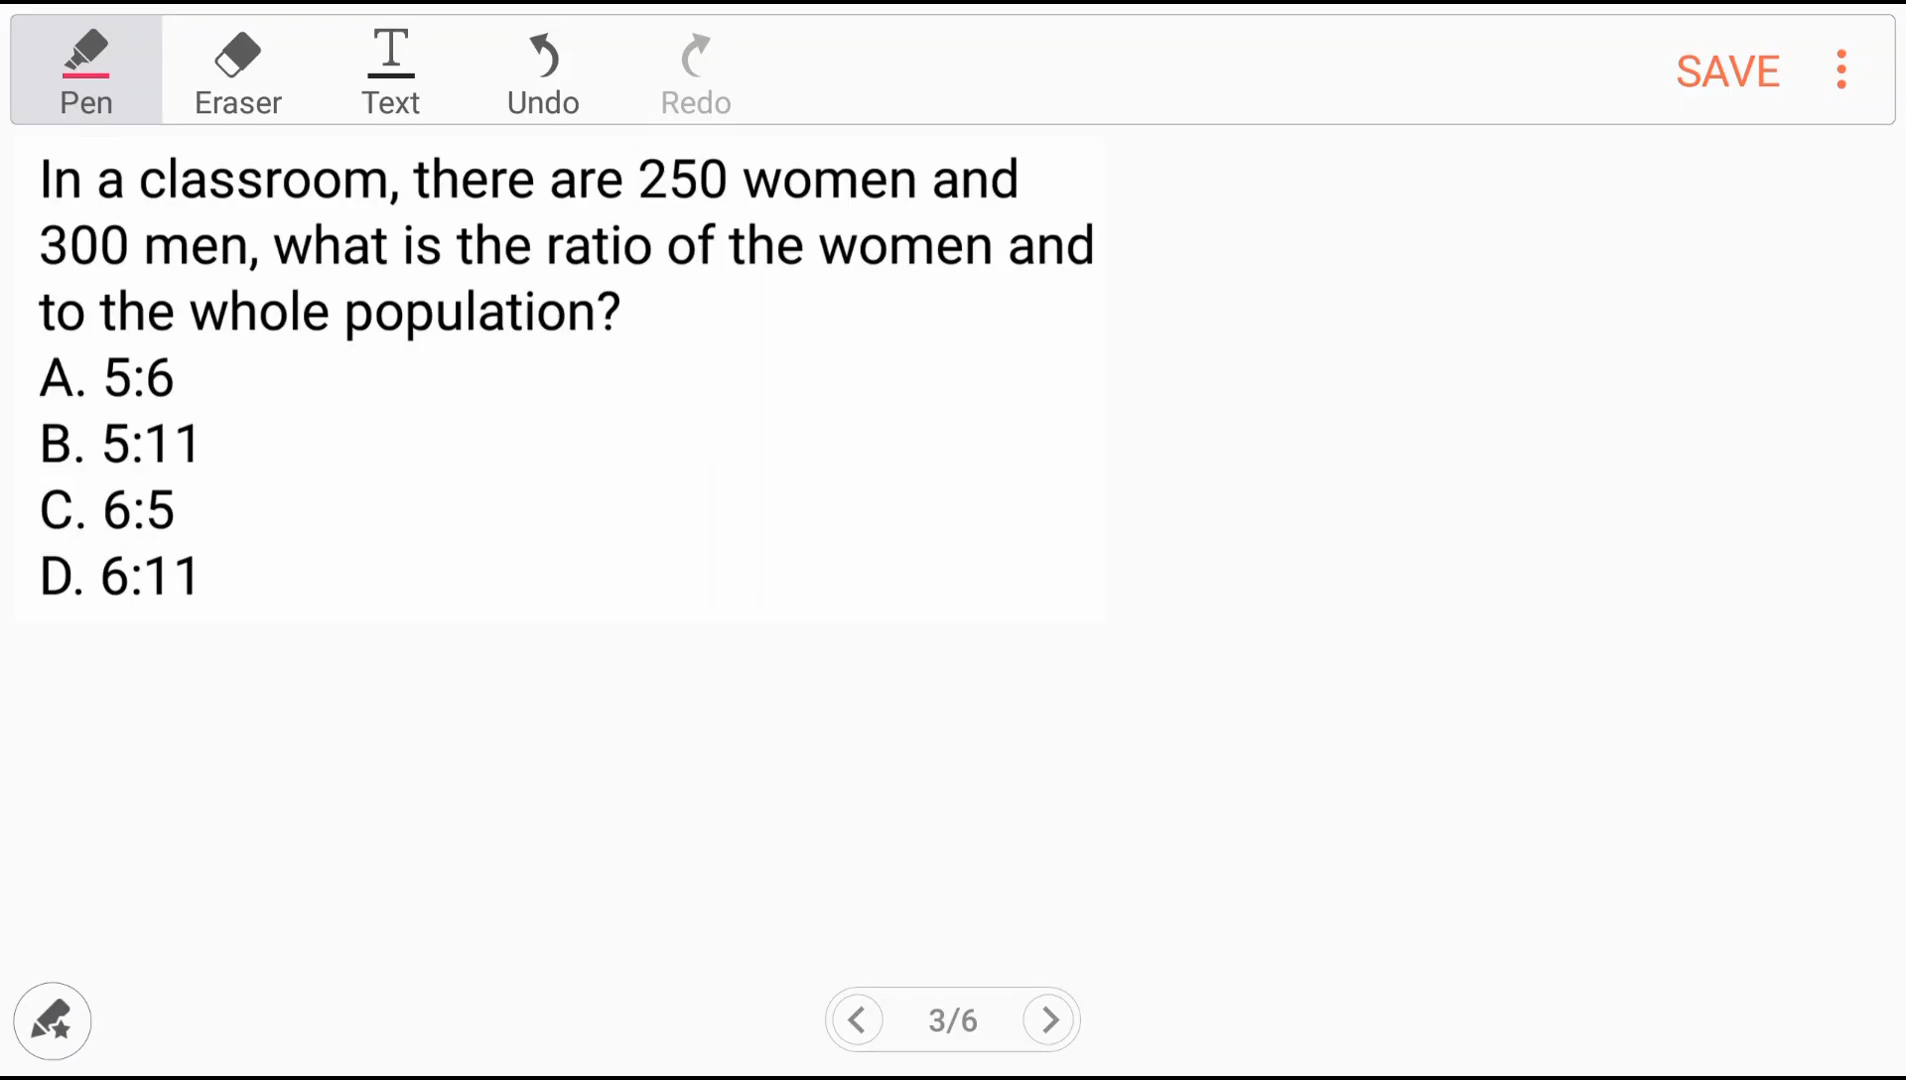 Pen
Eraser
Text
Undo
Redo
SAVE
In a classroom, there are 250 women and
300 men, what is the ratio of the women and
to the whole population?
A. 5:6
B. 5:11
C. 6:5
D. 6:11
3/6